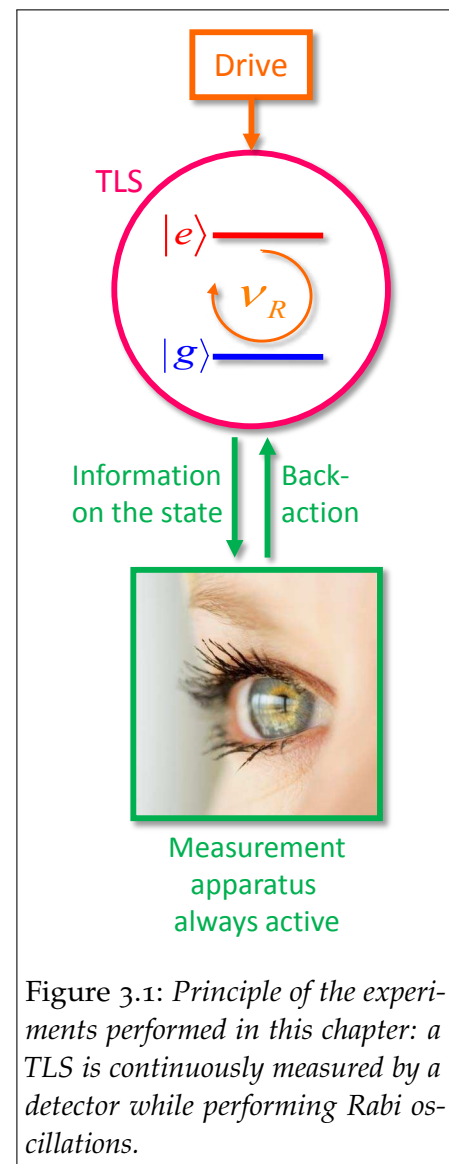 Drive
TLS
|e⟩
ν_R
|g⟩
Information
on the state
Back-
action
Measurement
apparatus
always active
Figure 3.1: Principle of the experi-
ments performed in this chapter: a
TLS is continuously measured by a
detector while performing Rabi os-
cillations.